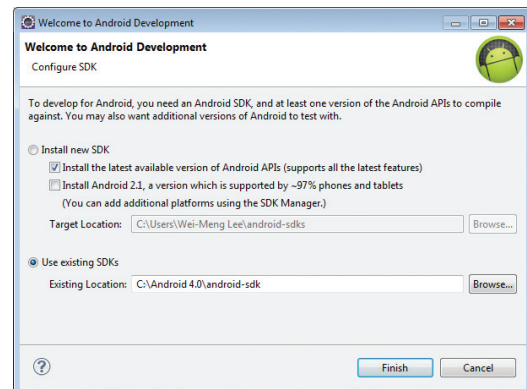 Welcome to Android Development
Welcome to Android Development
Configure SDK
To develop for Android, you need an Android SDK, and at least one version of the Android APIs to compile
against. You may also want additional versions of Android to test with.
Install new SDK
Install the latest available version of Android APIs (supports all the latest features)
Install Android 2.1, a version which is supported by ~97% phones and tablets
(You can add additional platforms using the SDK Manager.)
Target Location: C:\Users\Wei-Meng Lee\android-sdks Browse...
Use existing SDKs
Existing Location: C:\Android 4.0\android-sdk Browse...
? Finish Cancel